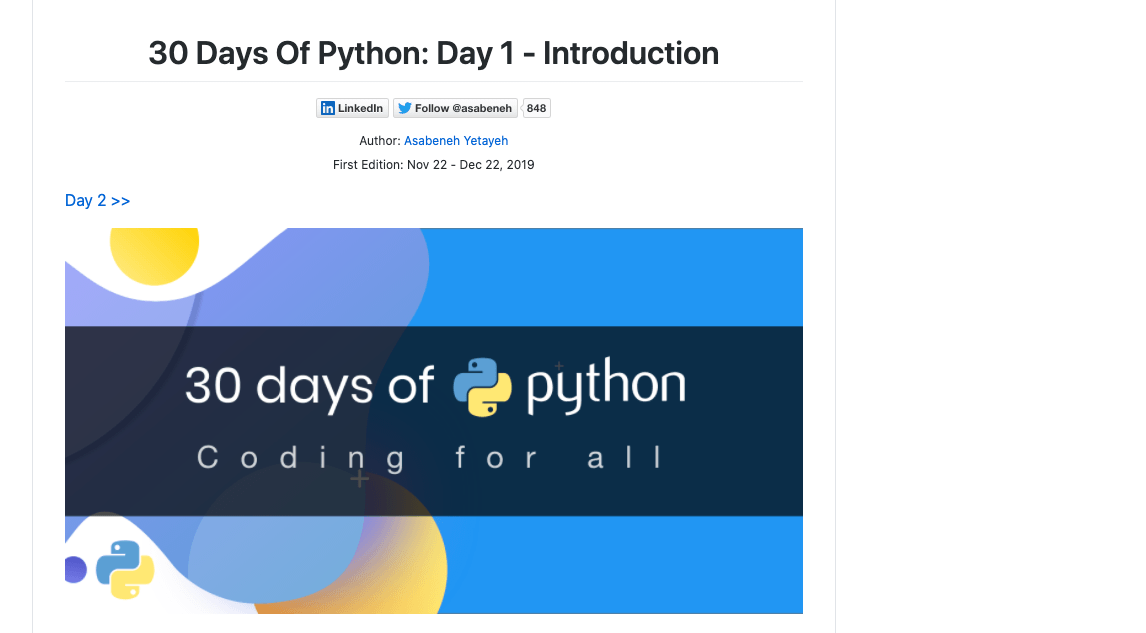 30 Days Of Python: Day 1 - Introduction
in LinkedIn Follow @asabeneh 848
Author: Asabeneh Yetayeh
First Edition: Nov 22 - Dec 22, 2019
Day 2 >>
30 days of python
Coding for all